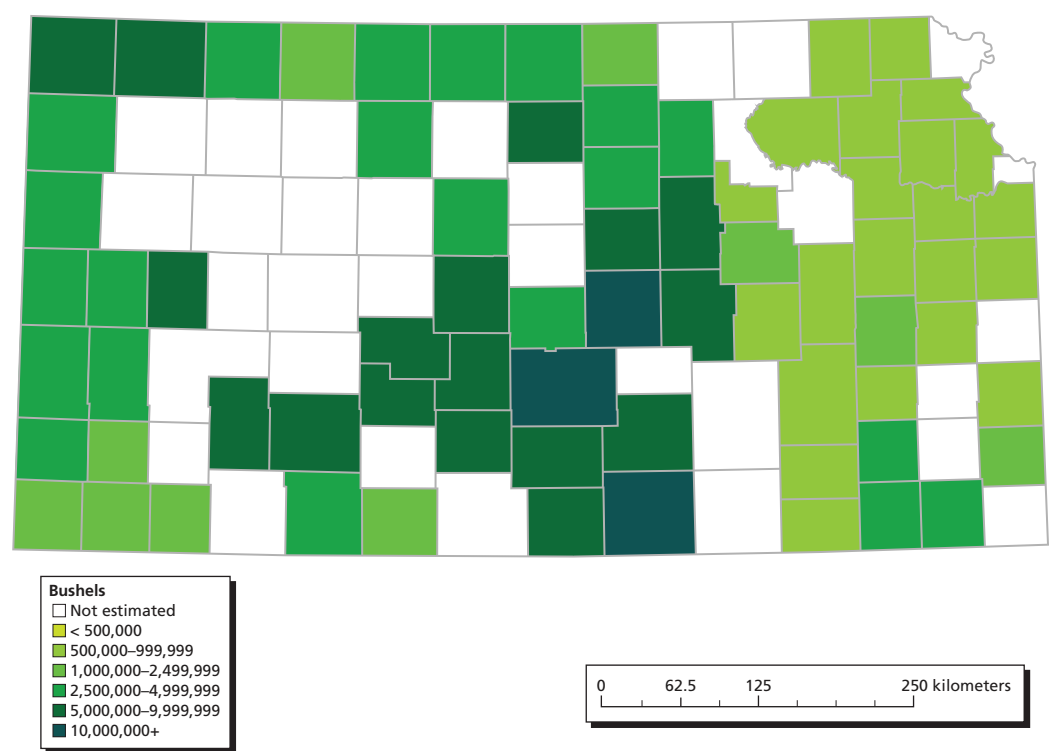 Bushels
Not estimated
< 500,000
500,000–999,999
1,000,000–2,499,999
2,500,000–4,999,999
5,000,000–9,999,999
10,000,000+
0 62.5 125 250 kilometers